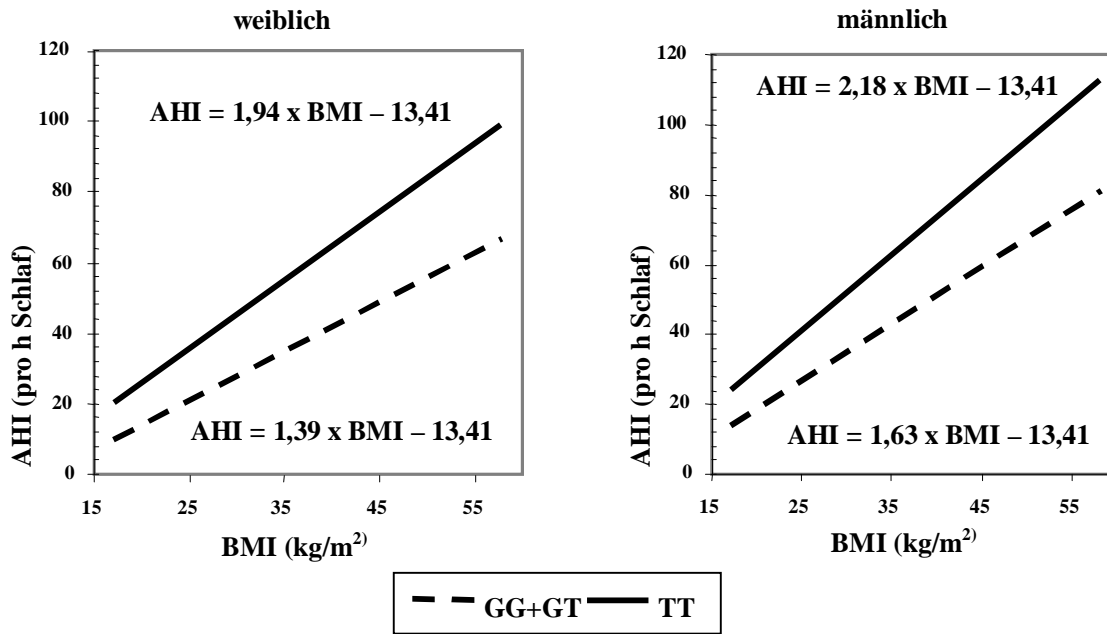 weiblich
120
100
80
60
40
20
0
AHI (pro h Schlaf)
AHI = 1,94 x BMI – 13,41
AHI = 1,39 x BMI – 13,41
15 25 35 45 55
BMI (kg/m²⁾
männlich
120
100
80
60
40
20
0
AHI (pro h Schlaf)
AHI = 2,18 x BMI – 13,41
AHI = 1,63 x BMI – 13,41
15 25 35 45 55
BMI (kg/m²⁾
GG+GT TT